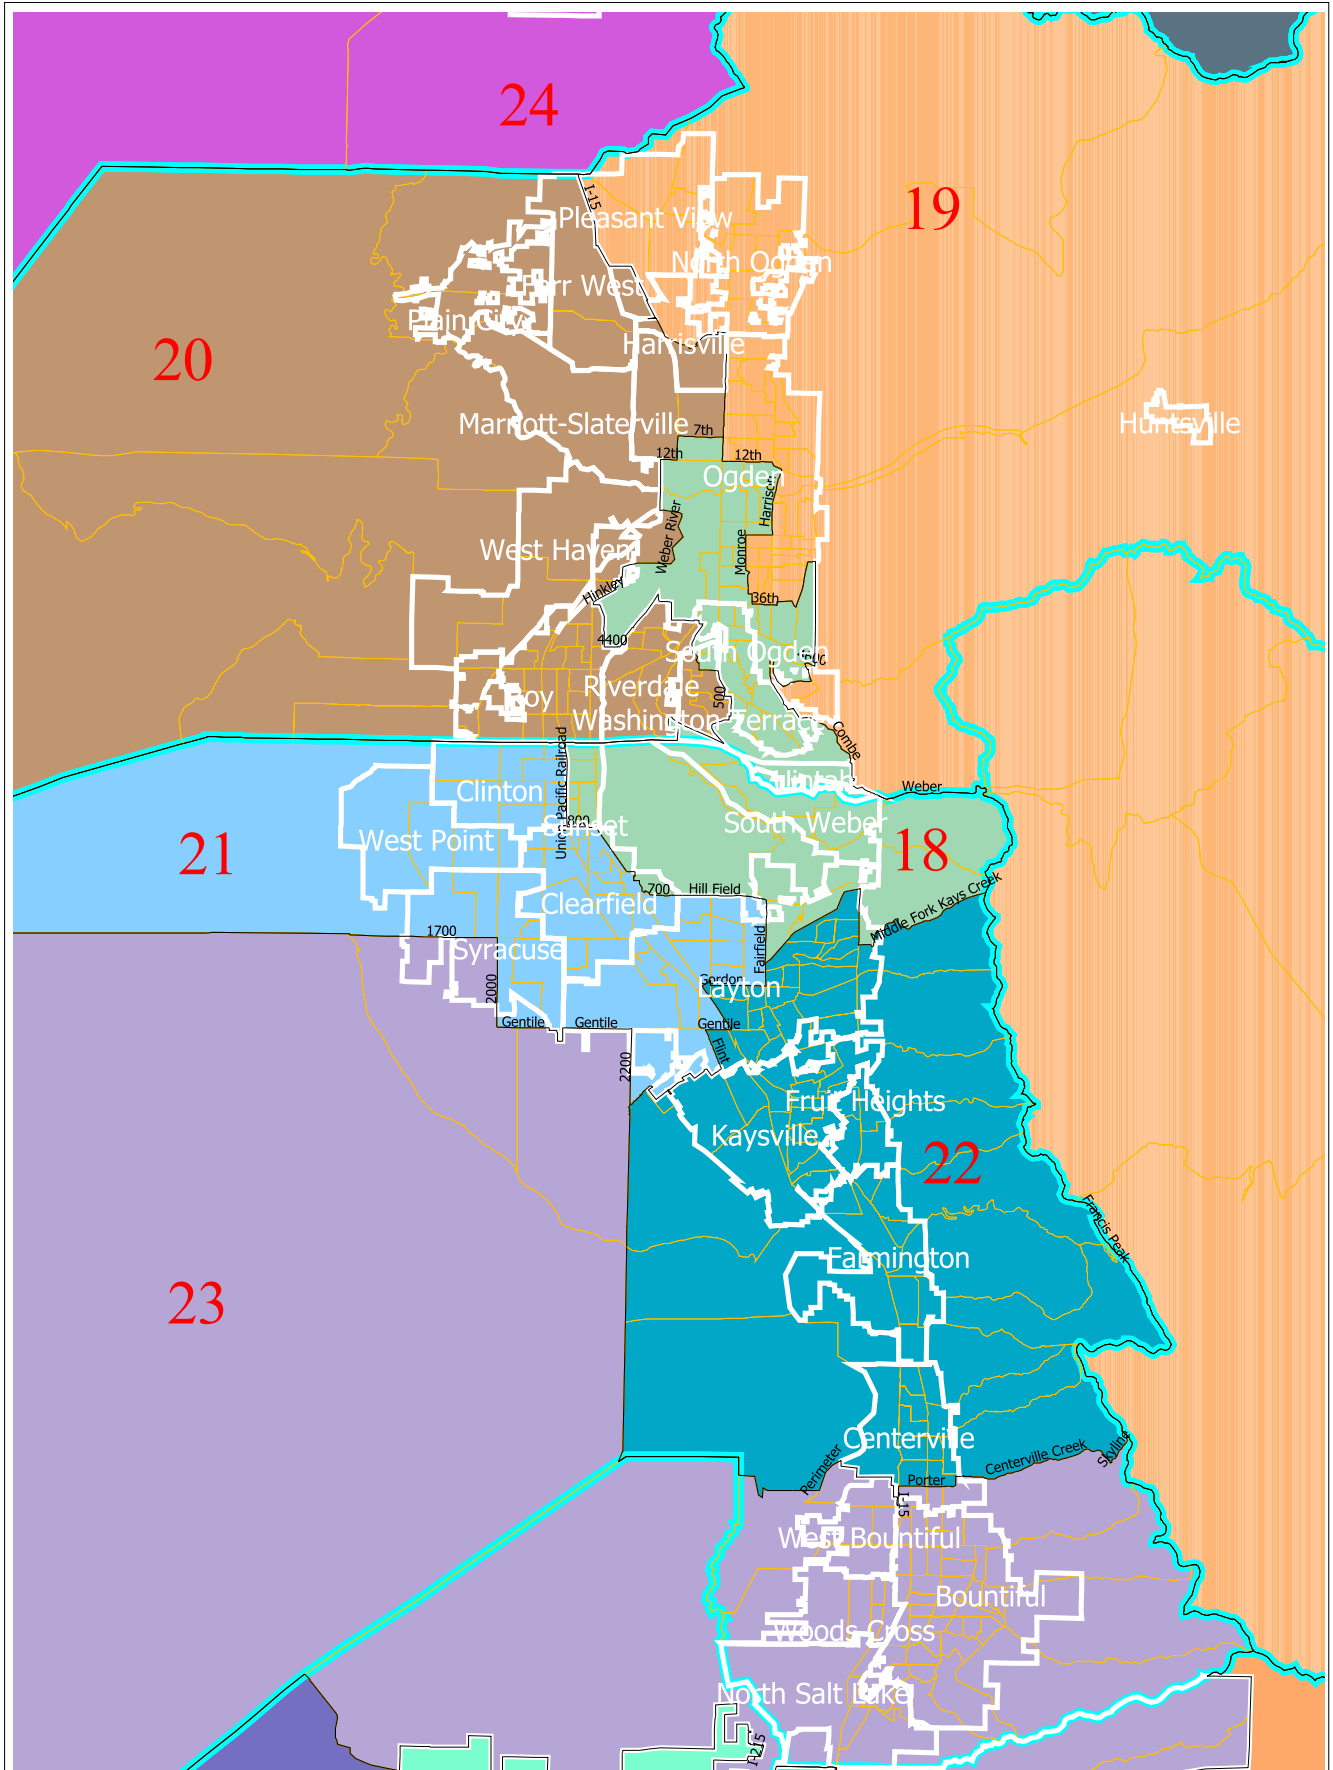 24
19
I-15
Pleasant View
North Ogden
Farr West
Plain City
Harrisville
20
Marriott-Slaterville
7th
Huntsville
12th
12th
Ogden
Harrison
Weber River
Monroe
West Haven
Hinkley
36th
4400
South Ogden
Riverdale
500
Roy
Washington Terrace
Combe
Union Pacific Railroad
Uintah
Weber
Clinton
800
Sunset
South Weber
West Point
21
18
700
Hill Field
Clearfield
Middle Fork Kays Creek
1700
Syracuse
Fairfield
2000
Gordon
Layton
Gentile
Gentile
Gentile
Flint
2200
Fruit Heights
Kaysville
22
Francis Peak
Farmington
23
Centerville
Skyline
Centerville Creek
Perimeter
Porter
I-15
West Bountiful
Bountiful
Woods Cross
North Salt Lake
I-215